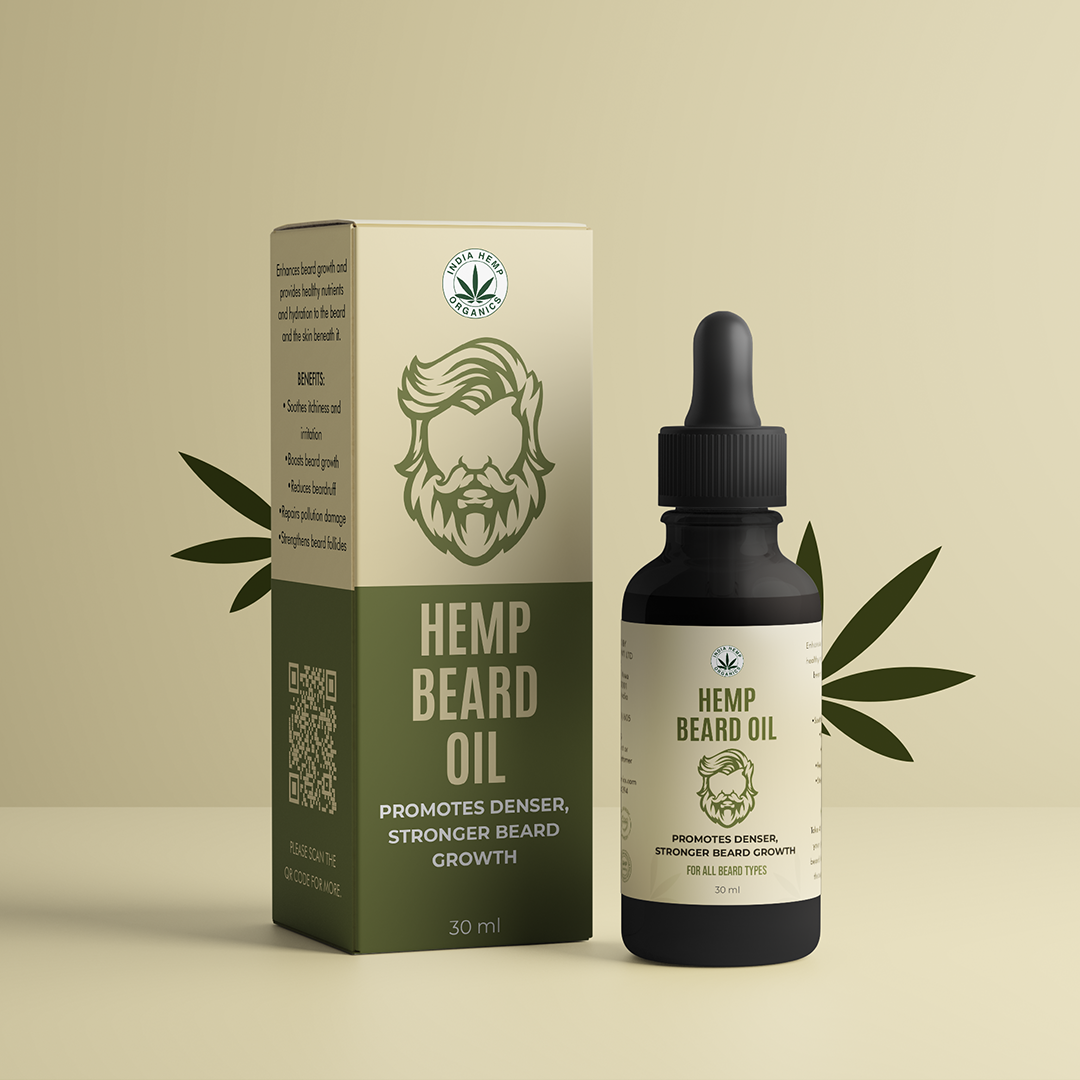 Enhances beard growth and
provides healthy nutrients
and hydration to the beard
and the skin beneath it.
BENEFITS:
• Soothes itchiness and
irritation
•Boosts beard growth
•Reduces beardruff
•Repairs pollution damage
•Strengthens beard follicles
PLEASE SCAN THE
QR CODE FOR MORE.
INDIA HEMP
ORGANICS
HEMP
BEARD
OIL
PROMOTES DENSER,
STRONGER BEARD
GROWTH
30 ml
INDIA HEMP
ORGANICS
HEMP
BEARD OIL
PROMOTES DENSER,
STRONGER BEARD GROWTH
FOR ALL BEARD TYPES
30 ml